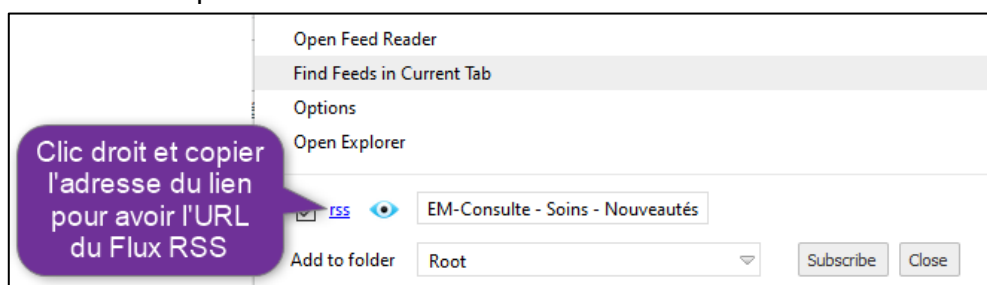 Open Feed Reader
Find Feeds in Current Tab
Options
Open Explorer
Clic droit et copier
l'adresse du lien
pour avoir l'URL
du Flux RSS
rss EM-Consulte - Soins - Nouveautés
Add to folder Root Subscribe Close